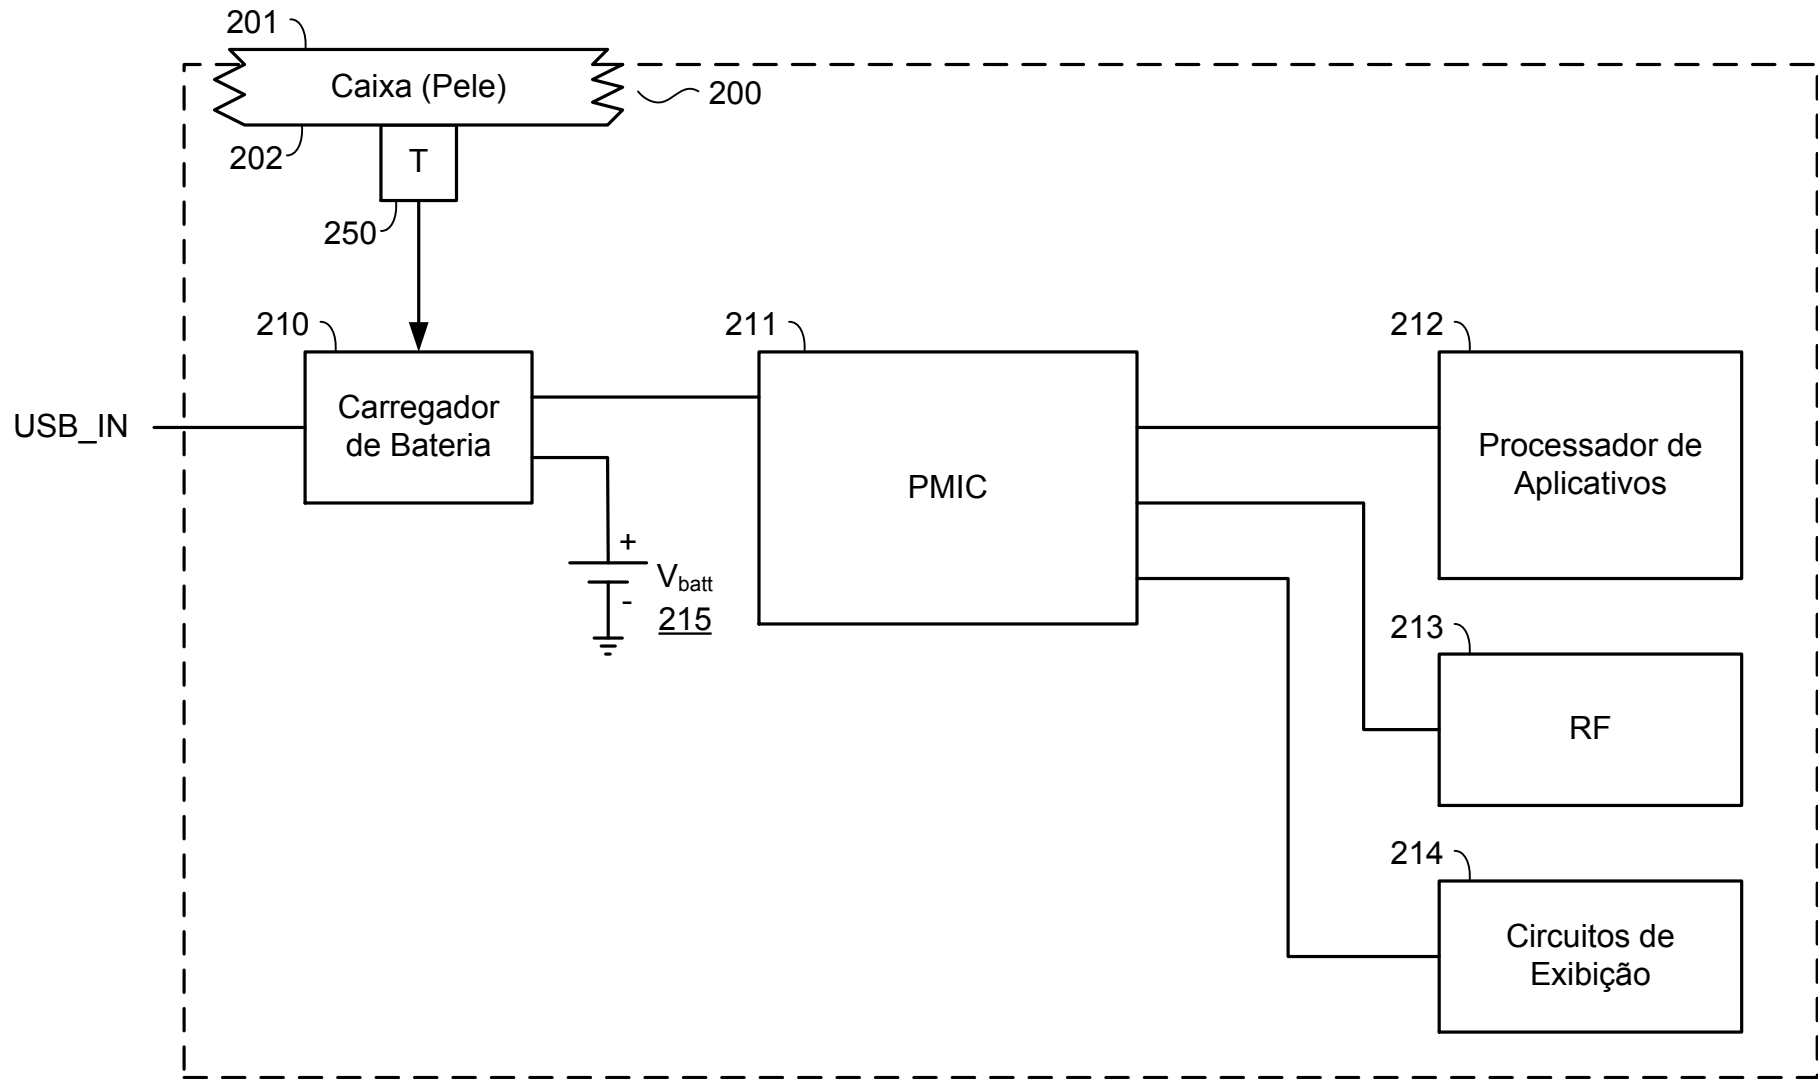 201
Caixa (Pele)
200
202
T
250
210
211
212
USB_IN
Carregador
de Bateria
PMIC
Processador de
Aplicativos
+
Vbatt
-
215
213
RF
214
Circuitos de
Exibição